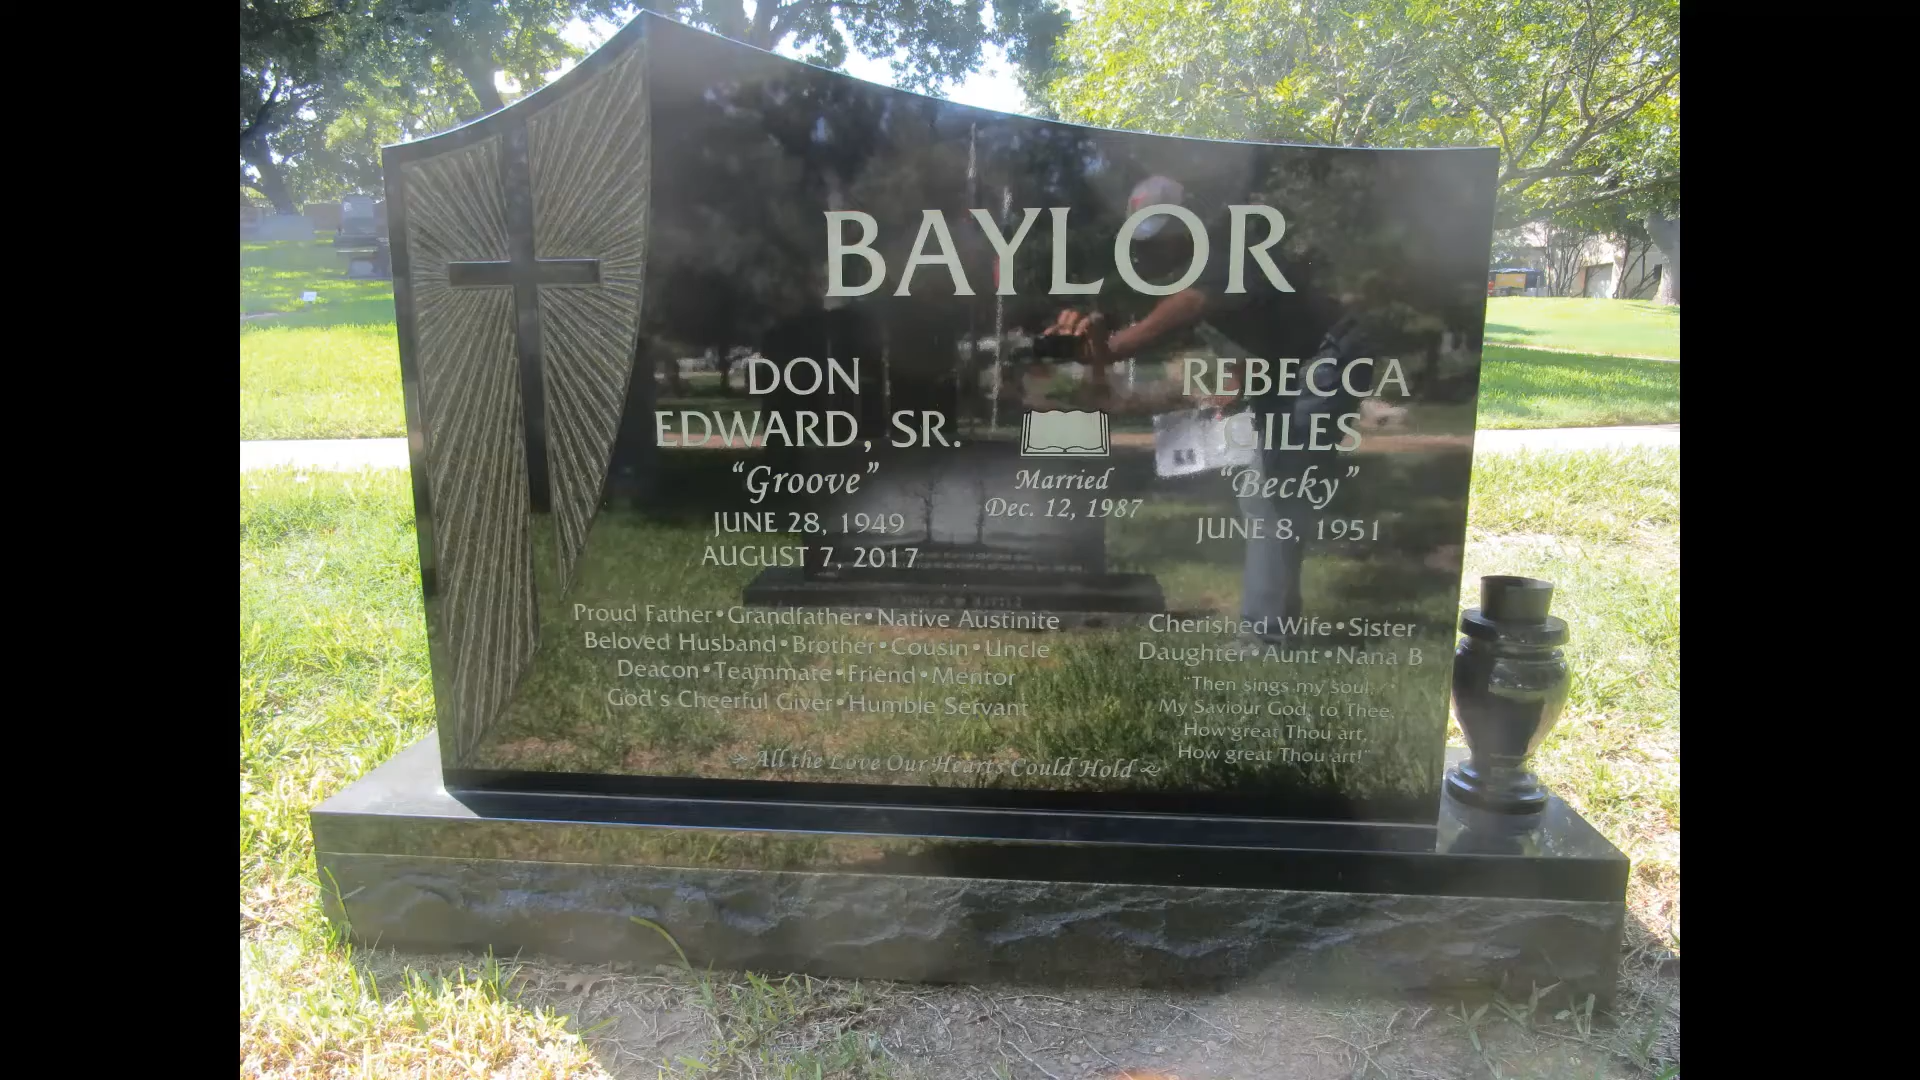 BAYLOR
DON
EDWARD, SR.
"Groove"
JUNE 28, 1949
AUGUST 7, 2017
Married
Dec. 12, 1987
REBECCA
GILES
"Becky"
JUNE 8, 1951
Proud Father•Grandfather•Native Austinite
Beloved Husband•Brother•Cousin•Uncle
Deacon•Teammate•Friend•Mentor
God's Cheerful Giver•Humble Servant
Cherished Wife•Sister
Daughter•Aunt•Nana B
"Then sings my soul,
My Saviour God, to Thee,
How great Thou art,
How great Thou art!"
All the Love Our Hearts Could Hold